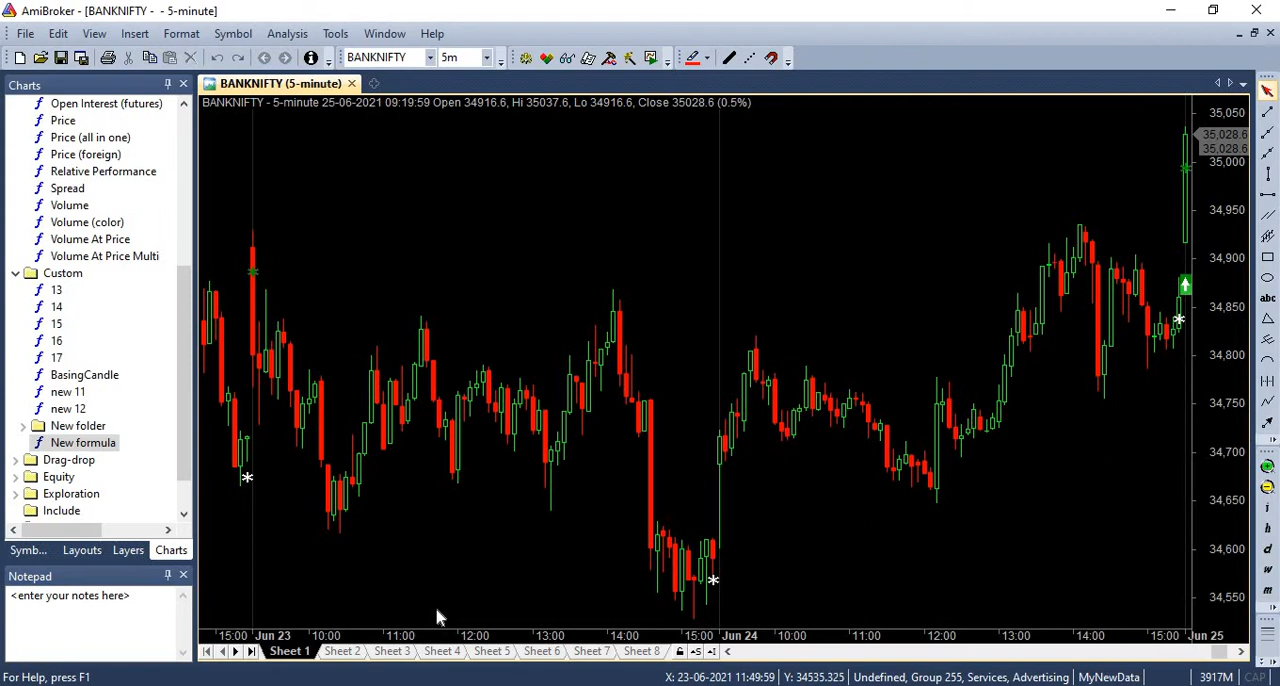 AmiBroker - [BANKNIFTY - - 5-minute]
File Edit View Insert Format Symbol Analysis Tools Window Help
BANKNIFTY 5m
Charts
BANKNIFTY (5-minute)
BANKNIFTY - 5-minute 25-06-2021 09:19:59 Open 34916.6, Hi 35037.6, Lo 34916.6, Close 35028.6 (0.5%)
Open Interest (futures)
Price
Price (all in one)
Price (foreign)
Relative Performance
Spread
Volume
Volume (color)
Volume At Price
Volume At Price Multi
Custom
13
14
15
16
17
BasingCandle
new 11
new 12
New folder
New formula
Drag-drop
Equity
Exploration
Include
Symb... Layouts Layers Charts
Notepad
<enter your notes here>
35,050
35,028.6
35,028.6
35,000
34,950
34,900
34,850
34,800
34,750
34,700
34,650
34,600
34,550
15:00 Jun 23 10:00 11:00 12:00 13:00 14:00 15:00 Jun 24 10:00 11:00 12:00 13:00 14:00 15:00 Jun 25
Sheet 1 Sheet 2 Sheet 3 Sheet 4 Sheet 5 Sheet 6 Sheet 7 Sheet 8
abc
i
h
d
w
m
For Help, press F1 X: 23-06-2021 11:49:59 Y: 34535.325 Undefined, Group 255, Services, Advertising MyNewData 3917M CAP